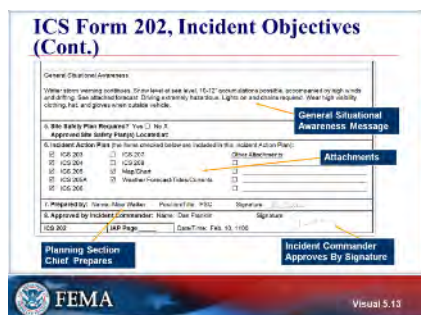 ICS Form 202, Incident Objectives
(Cont.)
General Situational Awareness
Winter storm warning continues. Snow level at sea level, 10-12" accumulations possible, accompanied by high winds
and drifting. See attached forecast. Driving extremely hazardous. Lights on and chains required. Wear high visibility
clothing, hat, and gloves when outside vehicle.
General Situational
Awareness Message
5. Site Safety Plan Required? Yes ☐ No X
Approved Site Safety Plan(s) Located at:
6. Incident Action Plan (the items checked below are included in this Incident Action Plan):
☑ ICS 203 ☐ ICS 207 Other Attachments:
☑ ICS 204 ☐ ICS 208 ☐
☑ ICS 205 ☑ Map/Chart ☐
☑ ICS 205A ☑ Weather Forecast/Tides/Currents ☐
☑ ICS 206 ☐
Attachments
7. Prepared by: Name: Position/Title: PSC Signature:
8. Approved by Incident Commander: Name: Dan Signature
ICS 202 IAP Page Date/Time: Feb. 10, 1100
Planning Section
Chief Prepares
Incident Commander
Approves By Signature
FEMA
Visual 5.13